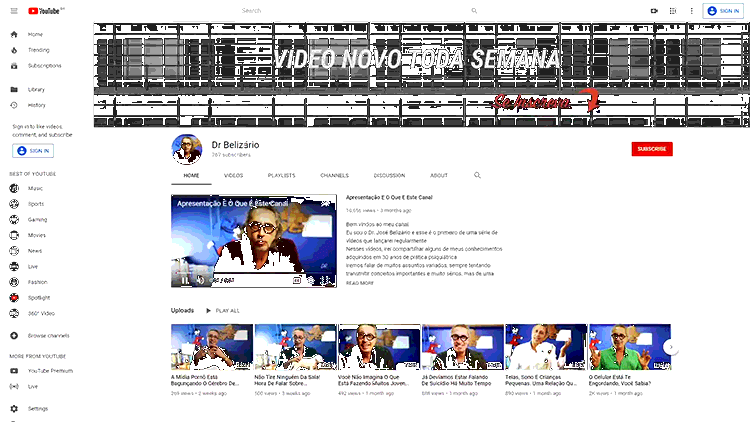 YouTube
Search
SIGN IN
Home
Trending
Subscriptions
Library
History
Sign in to like videos,
comment, and subscribe
SIGN IN
BEST OF YOUTUBE
Music
Sports
Gaming
Movies
News
Live
Fashion
Spotlight
360° Video
Browse channels
MORE FROM YOUTUBE
YouTube Premium
Live
Settings
VIDEO NOVO TODA SEMANA
Se Inscreva
Dr Belizário
subscribers
SUBSCRIBE
HOME
VIDEOS
PLAYLISTS
CHANNELS
DISCUSSION
ABOUT
Apresentação E O Que E Este Canal
Apresentação E O Que E Este Canal
views • 3 months ago
Bem vindos ao meu canal
Eu sou o Dr. José Belizário e esse é o primeiro de uma série de
vídeos que lançarei regularmente
Nesses vídeos, irei compartilhar alguns de meus conhecimentos
adquiridos em 30 anos de prática psiquiátrica
Iremos falar de muitos assuntos variados, sempre tentando
transmitir conceitos importantes e muito sérios, mas de uma
READ MORE
Uploads
PLAY ALL
A Mídia Pornô Está
Bagunçando O Cérebro De...
views • 2 weeks ago
Não Tire Ninguém Da Sala!
Hora De Falar Sobre...
500 views • 3 weeks ago
Você Não Imagina O Que
Está Fazendo Muitos Joven...
492 views • 1 month ago
Já Devíamos Estar Falando
De Suicídio Há Muito Tempo
views • 1 month ago
Telas, Sono E Crianças
Pequenas. Uma Relação Qu...
views • 1 month ago
O Celular Está Te
Engordando, Você Sabia?
2K views • 1 month ago